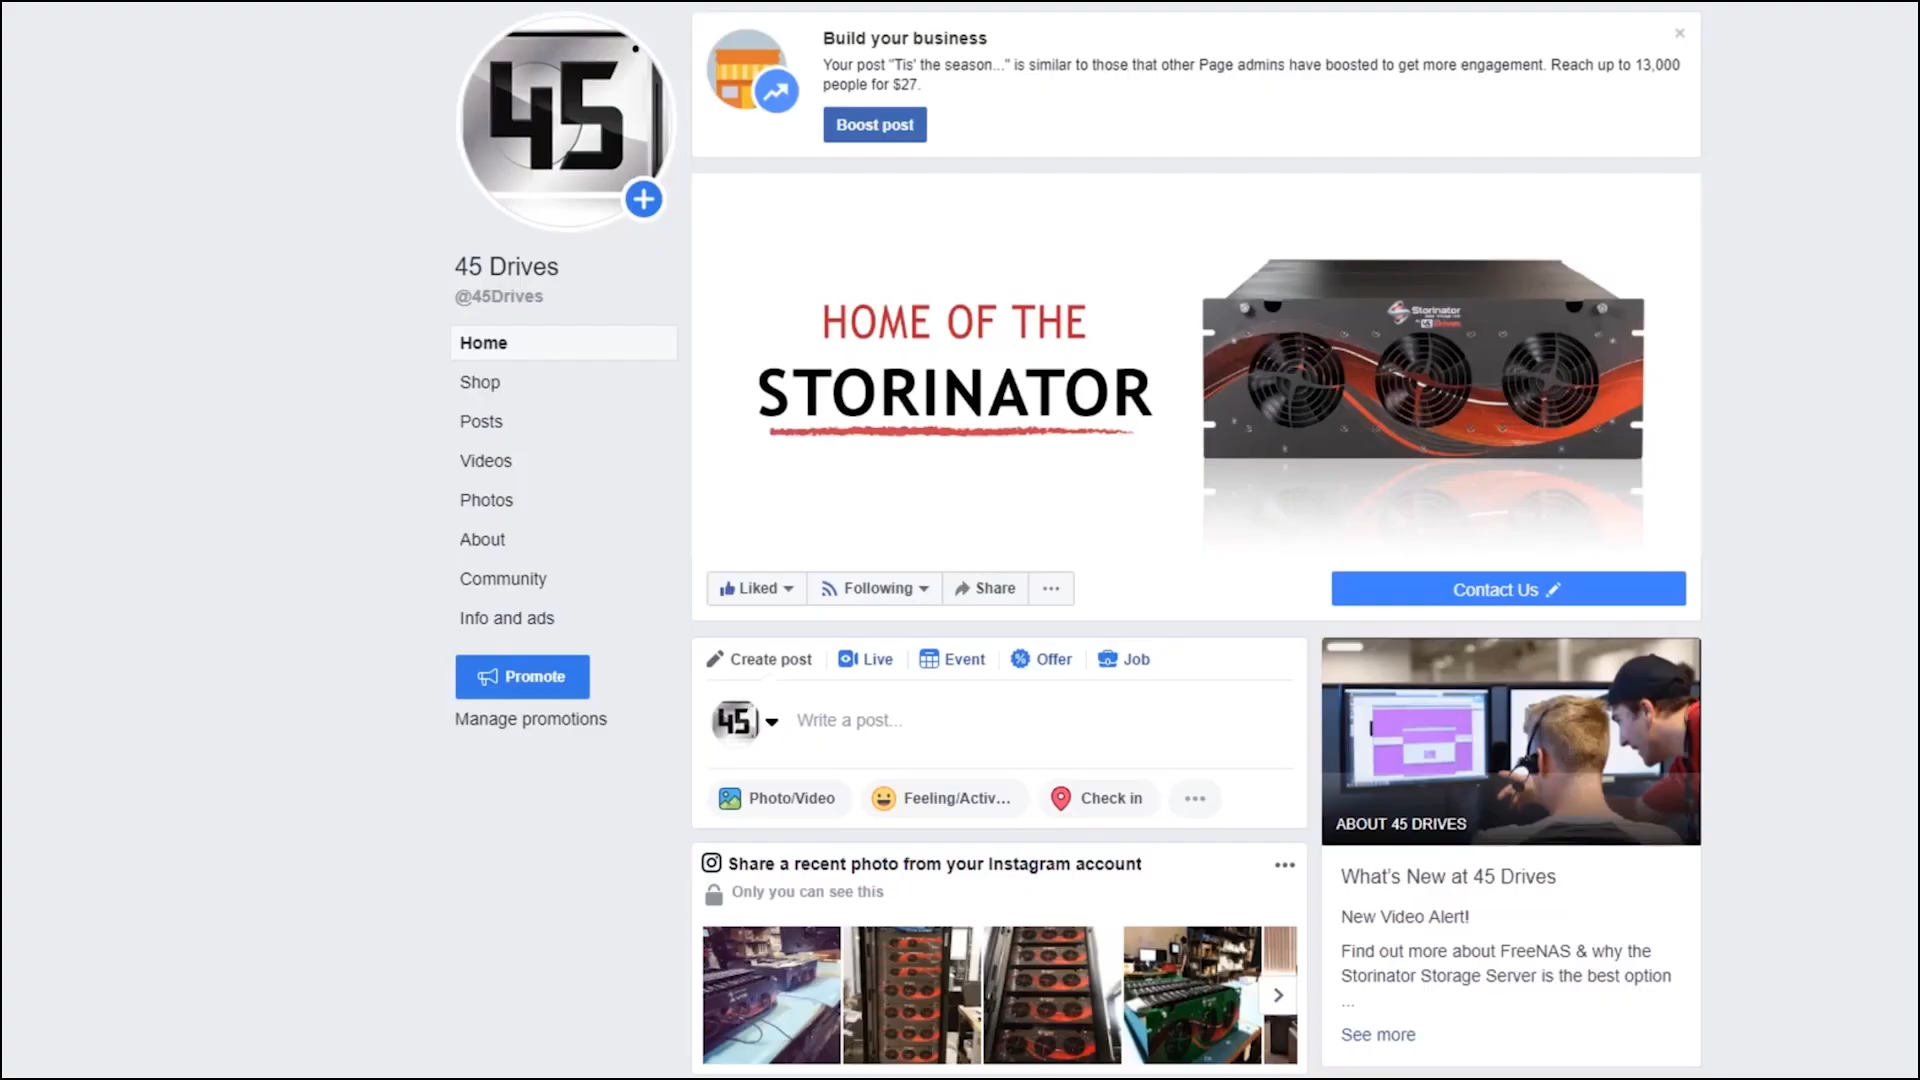 45
45 Drives
@45Drives
Home
Shop
Posts
Videos
Photos
About
Community
Info and ads
Promote
Manage promotions
Build your business
Your post "Tis' the season..." is similar to those that other Page admins have boosted to get more engagement. Reach up to 13,000
people for $27.
Boost post
HOME OF THE
STORINATOR
Storinator
45 Drives
Liked
Following
Share
Contact Us
Create post
Live
Event
Offer
Job
45
Write a post...
Photo/Video
Feeling/Activ...
Check in
Share a recent photo from your Instagram account
Only you can see this
ABOUT 45 DRIVES
What's New at 45 Drives
New Video Alert!
Find out more about FreeNAS & why the
Storinator Storage Server is the best option
...
See more